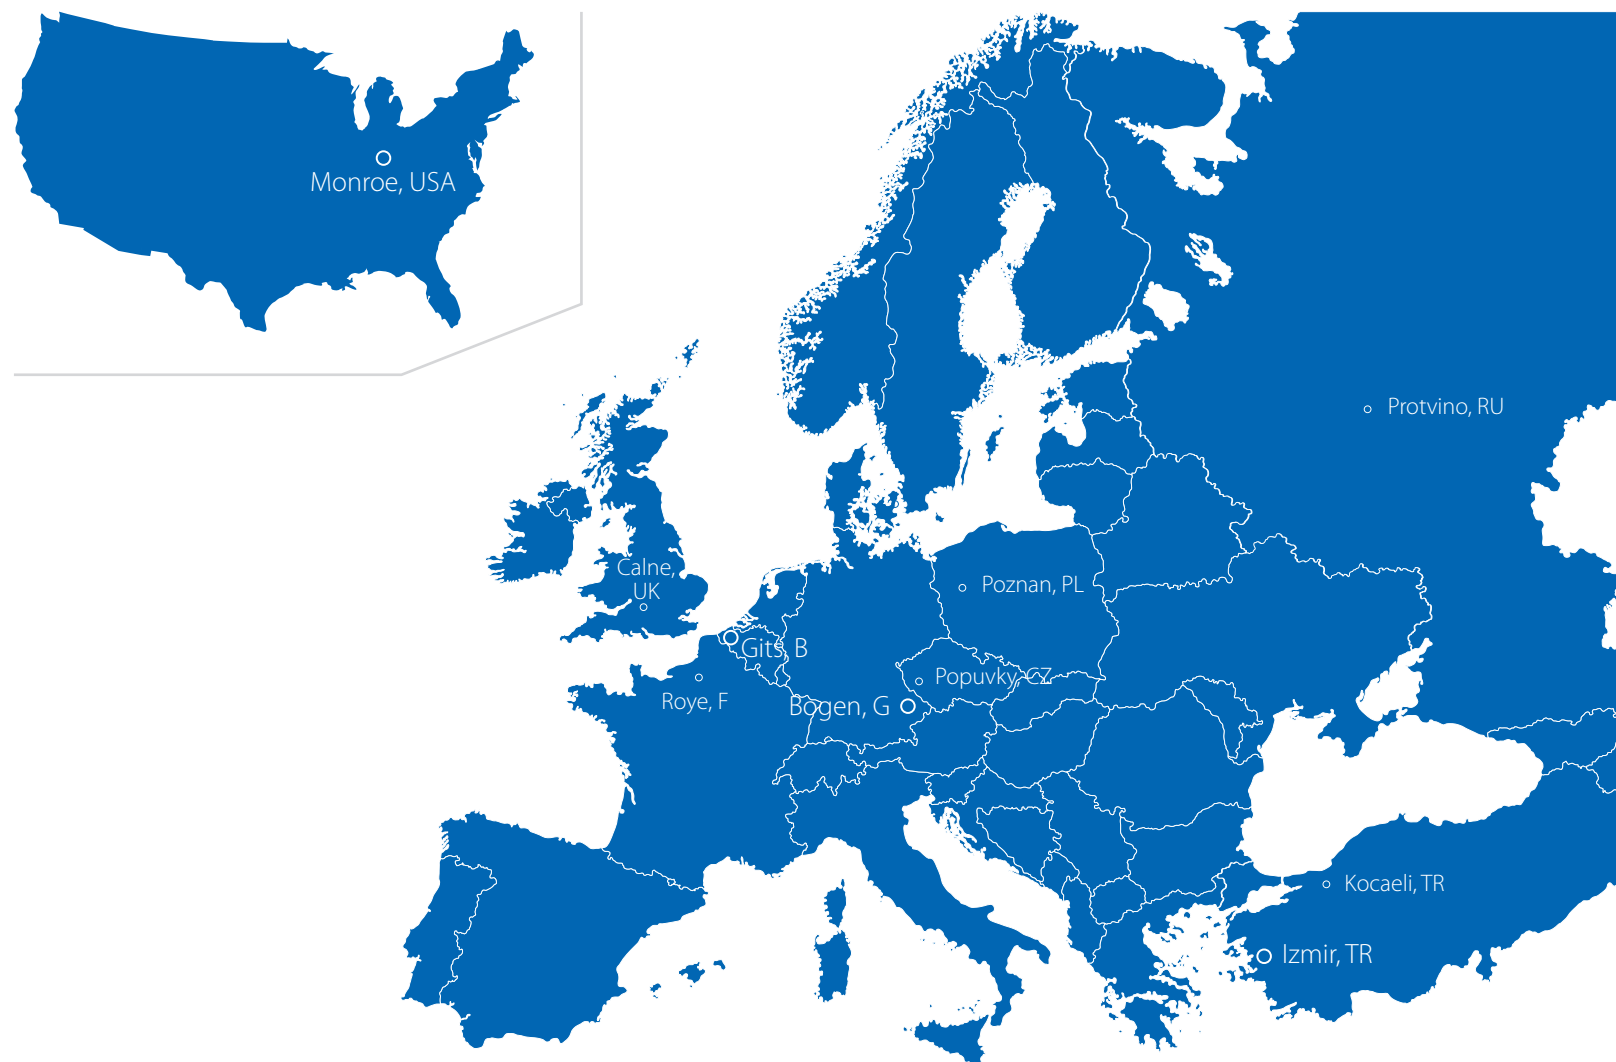 Monroe, USA
Protvino, RU
Calne,
UK
Poznan, PL
Gits, B
Popuvky, CZ
Roye, F
Bogen, G
Kocaeli, TR
Izmir, TR